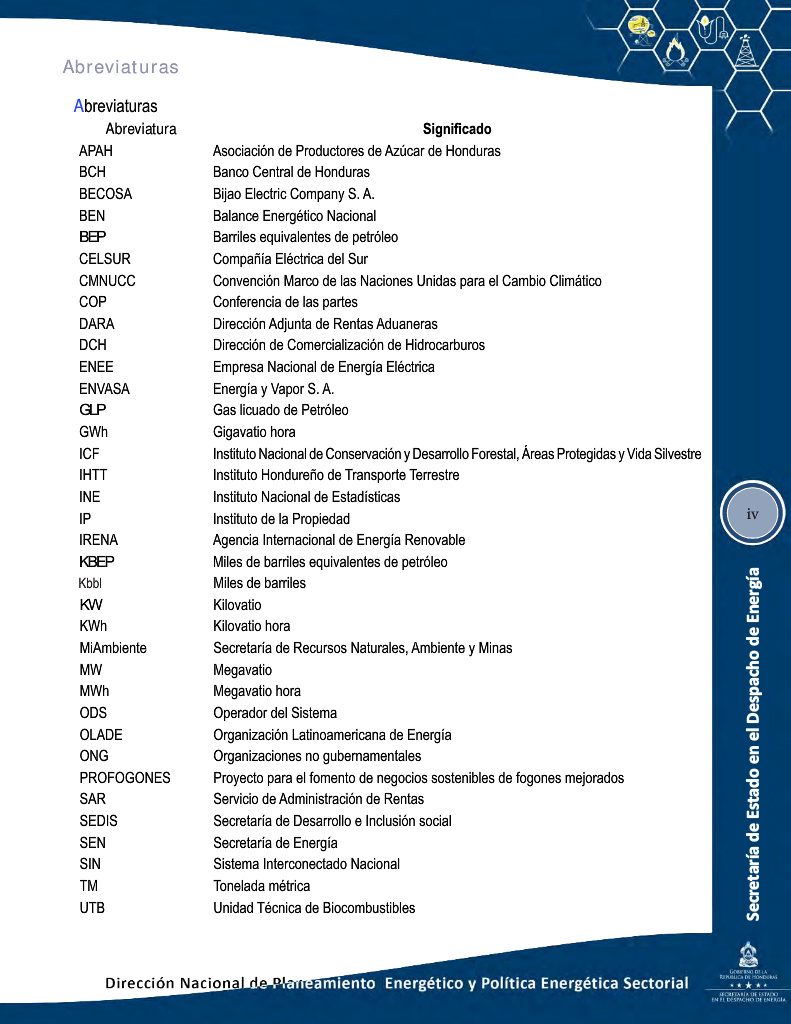 Abreviaturas
Abreviaturas
Abreviatura Significado
APAH Asociación de Productores de Azúcar de Honduras
BCH Banco Central de Honduras
BECOSA Bijao Electric Company S. A.
BEN Balance Energético Nacional
BEP Barriles equivalentes de petróleo
CELSUR Compañía Eléctrica del Sur
CMNUCC Convención Marco de las Naciones Unidas para el Cambio Climático
COP Conferencia de las partes
DARA Dirección Adjunta de Rentas Aduaneras
DCH Dirección de Comercialización de Hidrocarburos
ENEE Empresa Nacional de Energía Eléctrica
ENVASA Energía y Vapor S. A.
GLP Gas licuado de Petróleo
GWh Gigavatio hora
ICF Instituto Nacional de Conservación y Desarrollo Forestal, Áreas Protegidas y Vida Silvestre
IHTT Instituto Hondureño de Transporte Terrestre
INE Instituto Nacional de Estadísticas
IP Instituto de la Propiedad
IRENA Agencia Internacional de Energía Renovable
KBEP Miles de barriles equivalentes de petróleo
Kbbl Miles de barriles
KW Kilovatio
KWh Kilovatio hora
MiAmbiente Secretaría de Recursos Naturales, Ambiente y Minas
MW Megavatio
MWh Megavatio hora
ODS Operador del Sistema
OLADE Organización Latinoamericana de Energía
ONG Organizaciones no gubernamentales
PROFOGONES Proyecto para el fomento de negocios sostenibles de fogones mejorados
SAR Servicio de Administración de Rentas
SEDIS Secretaría de Desarrollo e Inclusión social
SEN Secretaría de Energía
SIN Sistema Interconectado Nacional
TM Tonelada métrica
UTB Unidad Técnica de Biocombustibles
iv
Secretaría de Estado en el Despacho de Energía
Dirección Nacional de Planeamiento Energético y Política Energética Sectorial
GOBIERNO DE LA
REPÚBLICA DE HONDURAS
SECRETARÍA DE ESTADO
EN EL DESPACHO DE ENERGÍA